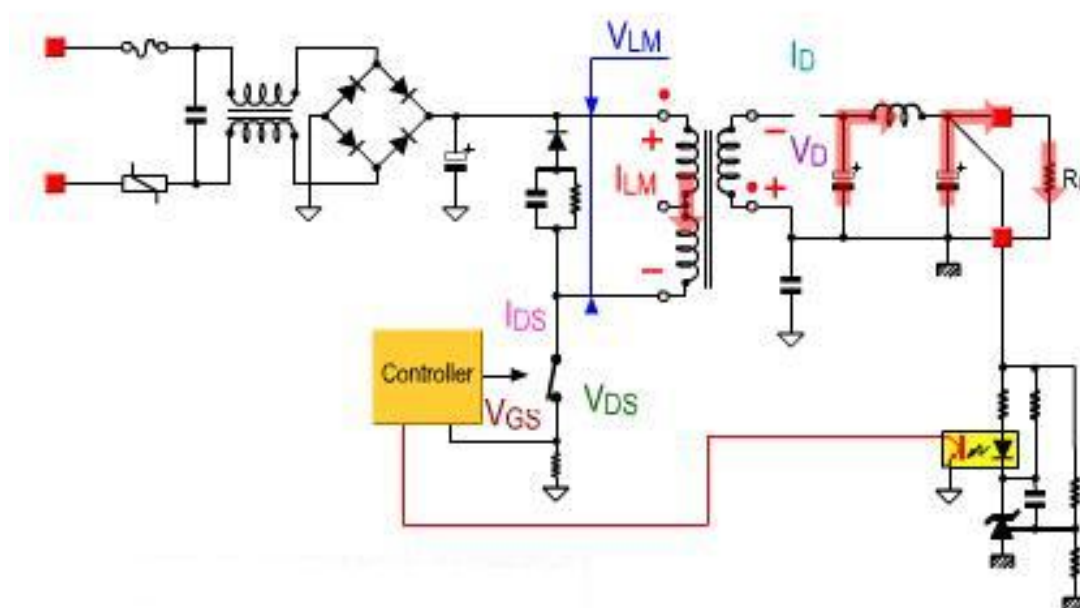 VLM
ID
+
−
VD
ILM
+
−
+
−
+
+
+
IDS
Controller
VGS
VDS